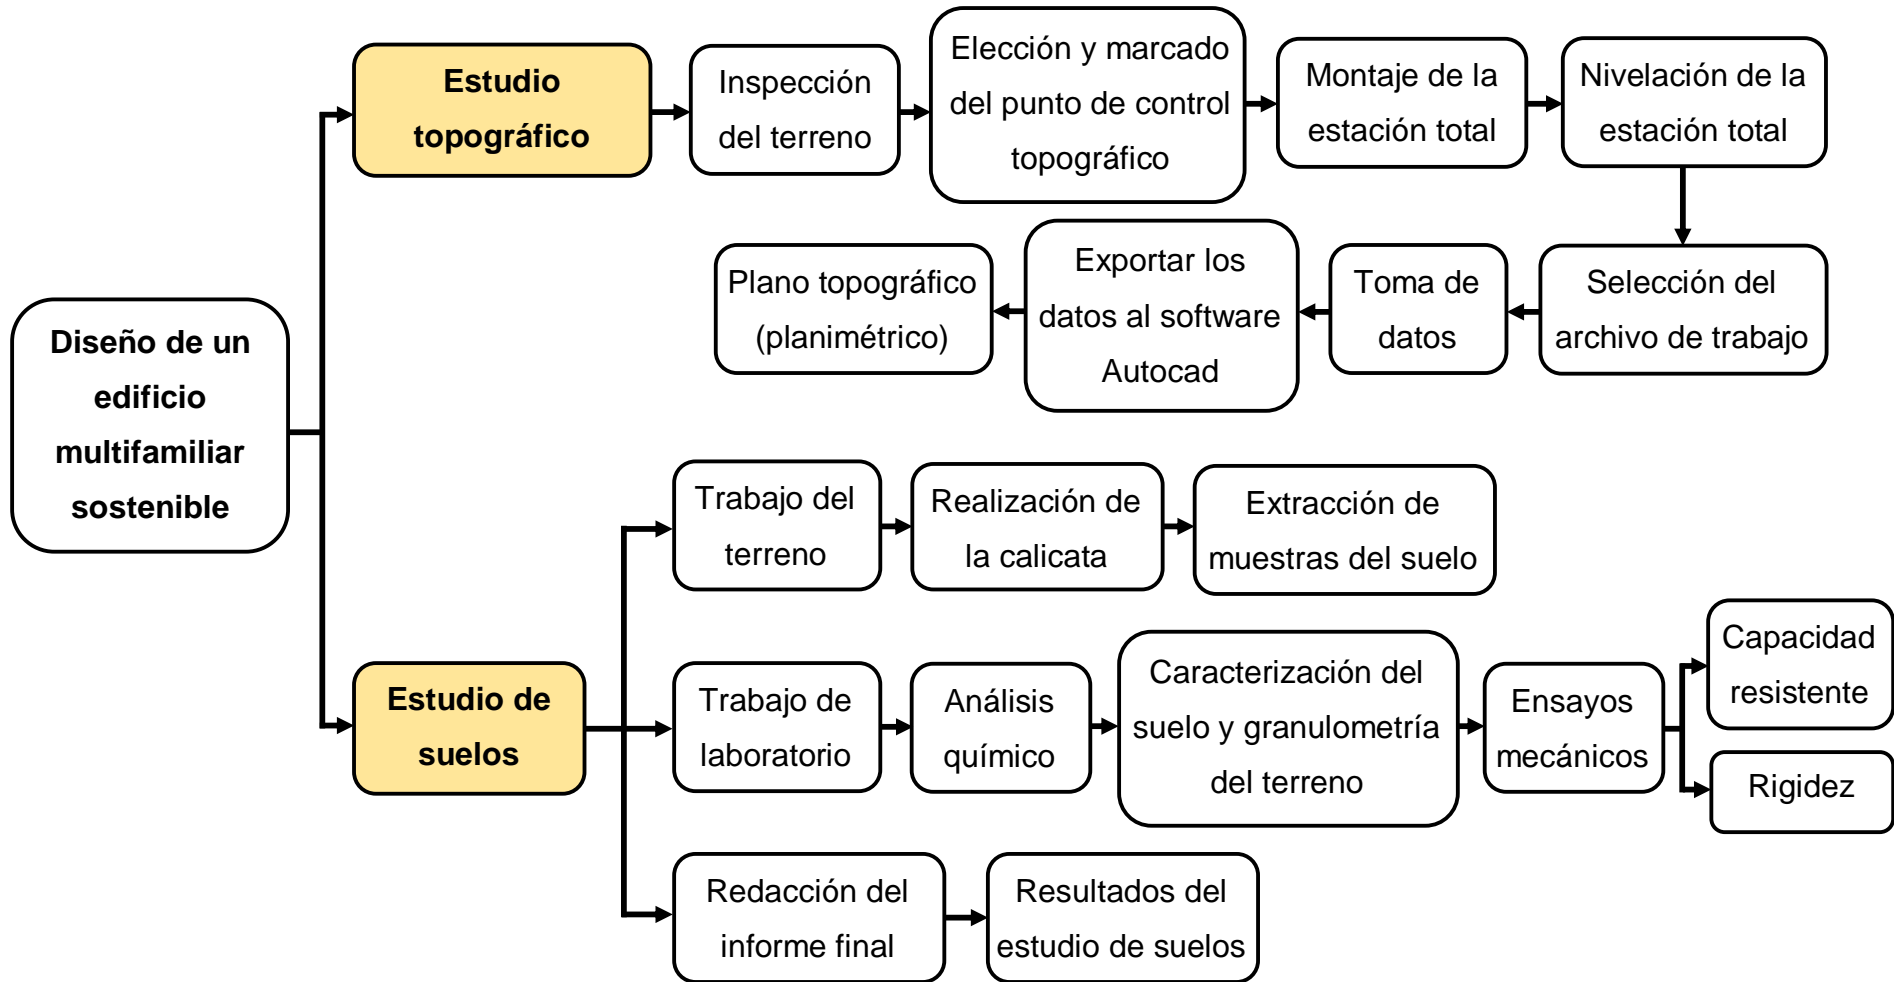 Diseño de un
edificio
multifamiliar
sostenible
Estudio
topográfico
Inspección
del terreno
Elección y marcado
del punto de control
topográfico
Montaje de la
estación total
Nivelación de la
estación total
Selección del
archivo de trabajo
Toma de
datos
Exportar los
datos al software
Autocad
Plano topográfico
(planimétrico)
Estudio de
suelos
Trabajo del
terreno
Realización de
la calicata
Extracción de
muestras del suelo
Trabajo de
laboratorio
Análisis
químico
Caracterización del
suelo y granulometría
del terreno
Ensayos
mecánicos
Capacidad
resistente
Rigidez
Redacción del
informe final
Resultados del
estudio de suelos